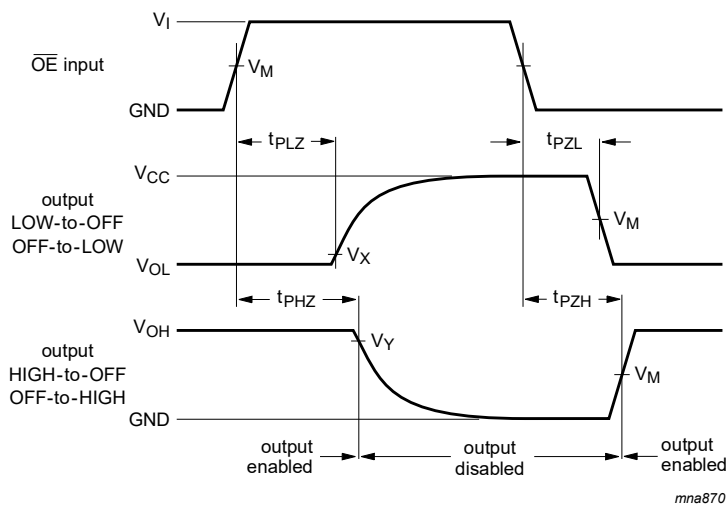 V_I
OE input
V_M
GND
t_PLZ
t_PZL
V_CC
output
LOW-to-OFF
OFF-to-LOW
V_M
V_X
V_OL
t_PHZ
t_PZH
V_OH
output
HIGH-to-OFF
OFF-to-HIGH
V_Y
V_M
GND
output
enabled
output
disabled
output
enabled
mna870